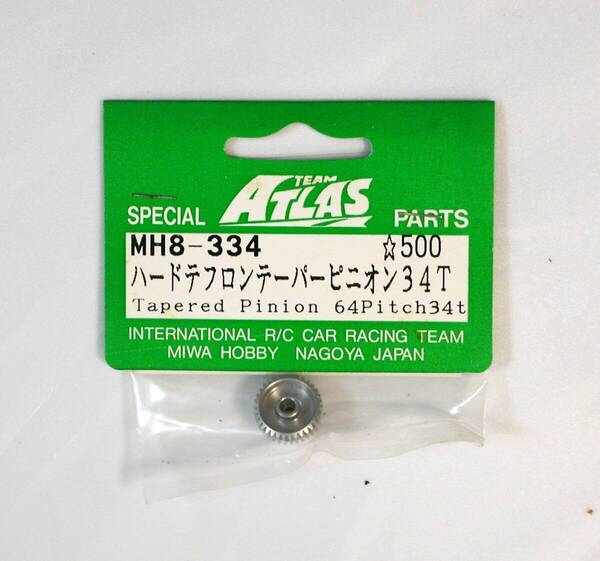 TEAM
ATLAS
SPECIAL PARTS
MH8-334 ☆500
ハードテフロンテーパーピニオン34T
Tapered Pinion 64Pitch34t
INTERNATIONAL R/C CAR RACING TEAM
MIWA HOBBY NAGOYA JAPAN